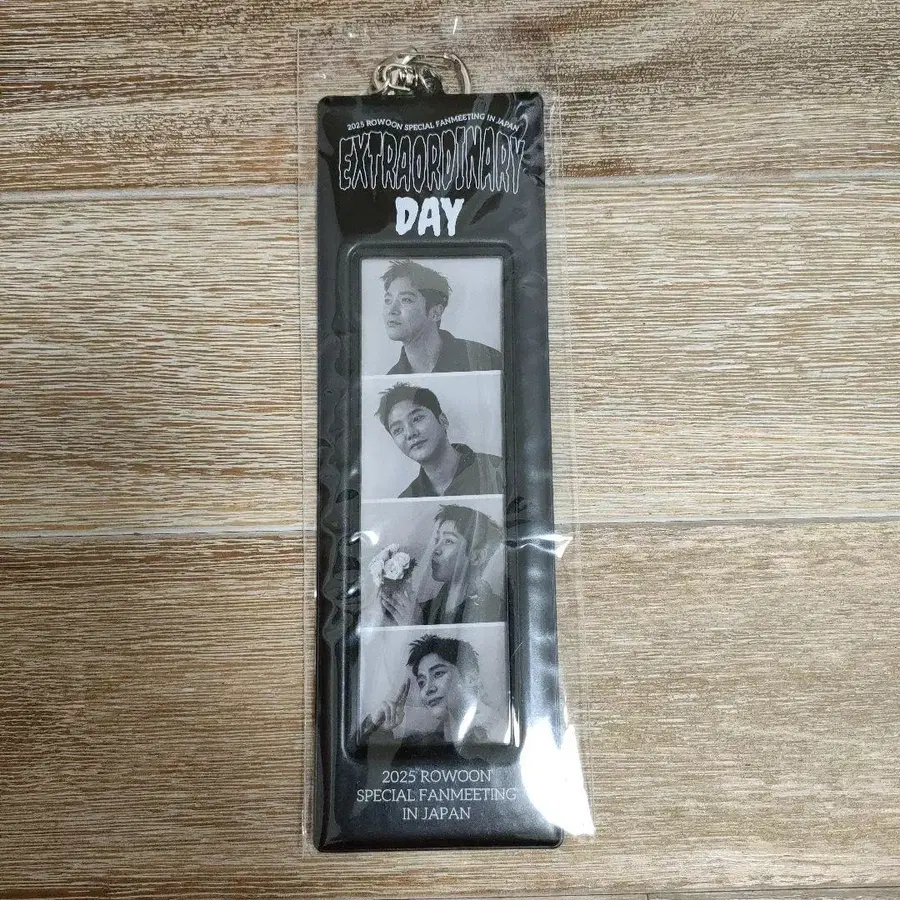 2025 ROWOON SPECIAL FANMEETING IN JAPAN
EXTRAORDINARY
DAY
2025 ROWOON
SPECIAL FANMEETING
IN JAPAN